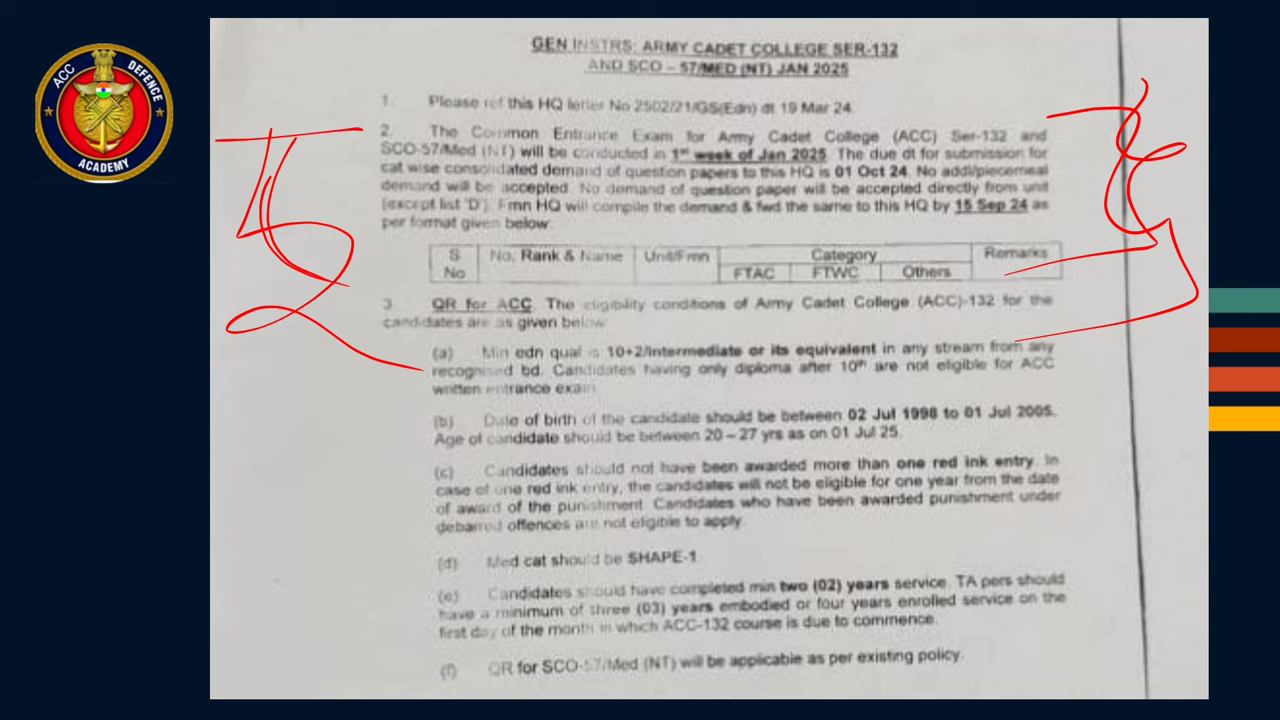 ACC DEFENCE
ACADEMY
GEN INSTRS: ARMY CADET COLLEGE SER-132
AND SCO – 57/MED (NT) JAN 2025
1. Please ref this HQ letter No 2502/21/GS(Edn) dt 19 Mar 24.
2. The Common Entrance Exam for Army Cadet College (ACC) Ser-132 and
SCO-57/Med (NT) will be conducted in 1st week of Jan 2025. The due dt for submission for
cat wise consolidated demand of question papers to this HQ is 01 Oct 24. No addl/piecemeal
demand will be accepted. No demand of question paper will be accepted directly from unit
(except list 'D'). Fmn HQ will compile the demand & fwd the same to this HQ by 15 Sep 24 as
per format given below:
S No No, Rank & Name Unit/Fmn Category Remarks
FTAC FTWC Others
3. QR for ACC. The eligibility conditions of Army Cadet College (ACC)-132 for the
candidates are as given below:
(a) Min edn qual is 10+2/Intermediate or its equivalent in any stream from any
recognised bd. Candidates having only diploma after 10th are not eligible for ACC
written entrance exam.
(b) Date of birth of the candidate should be between 02 Jul 1998 to 01 Jul 2005.
Age of candidate should be between 20 – 27 yrs as on 01 Jul 25.
(c) Candidates should not have been awarded more than one red ink entry. In
case of one red ink entry, the candidates will not be eligible for one year from the date
of award of the punishment. Candidates who have been awarded punishment under
debarred offences are not eligible to apply.
(d) Med cat should be SHAPE-1.
(e) Candidates should have completed min two (02) years service. TA pers should
have a minimum of three (03) years embodied or four years enrolled service on the
first day of the month in which ACC-132 course is due to commence.
(f) QR for SCO-57/Med (NT) will be applicable as per existing policy.